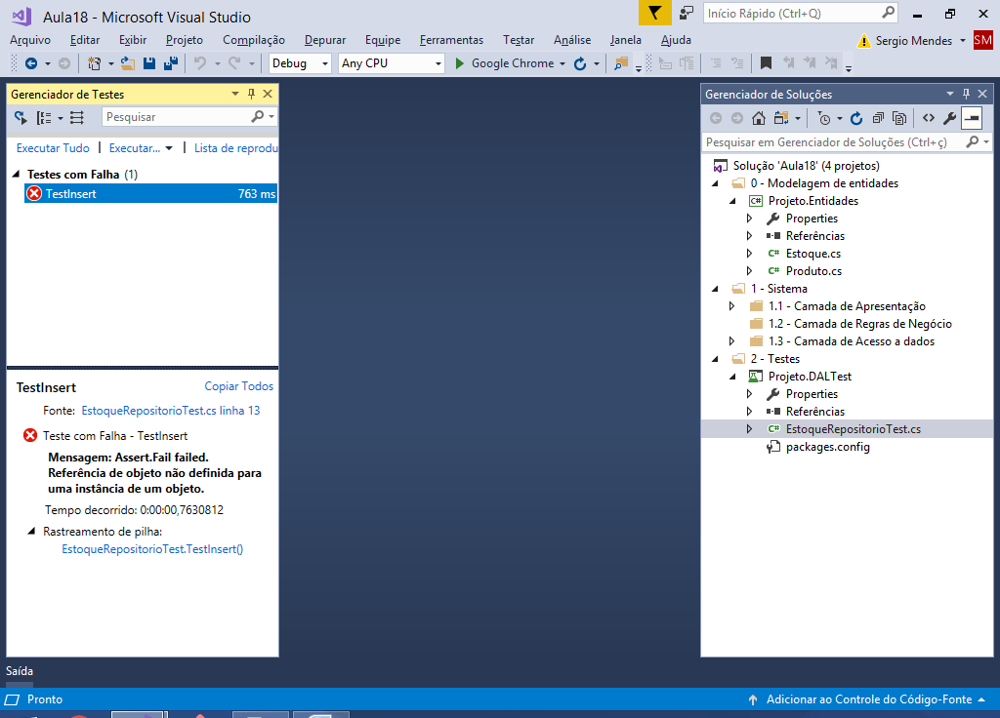 Aula18 - Microsoft Visual Studio
Início Rápido (Ctrl+Q)
Arquivo Editar Exibir Projeto Compilação Depurar Equipe Ferramentas Testar Análise Janela Ajuda
Sergio Mendes SM
Debug Any CPU Google Chrome
Gerenciador de Testes
Pesquisar
Executar Tudo | Executar... | Lista de reprodu
Testes com Falha (1)
TestInsert 763 ms
TestInsert Copiar Todos
Fonte: EstoqueRepositorioTest.cs linha 13
Teste com Falha - TestInsert
Mensagem: Assert.Fail failed.
Referência de objeto não definida para
uma instância de um objeto.
Tempo decorrido: 0:00:00,7630812
Rastreamento de pilha:
EstoqueRepositorioTest.TestInsert()
Gerenciador de Soluções
Pesquisar em Gerenciador de Soluções (Ctrl+ç)
Solução 'Aula18' (4 projetos)
0 - Modelagem de entidades
C# Projeto.Entidades
Properties
Referências
C# Estoque.cs
C# Produto.cs
1 - Sistema
1.1 - Camada de Apresentação
1.2 - Camada de Regras de Negócio
1.3 - Camada de Acesso a dados
2 - Testes
Projeto.DALTest
Properties
Referências
C# EstoqueRepositorioTest.cs
packages.config
Saída
Pronto
Adicionar ao Controle do Código-Fonte